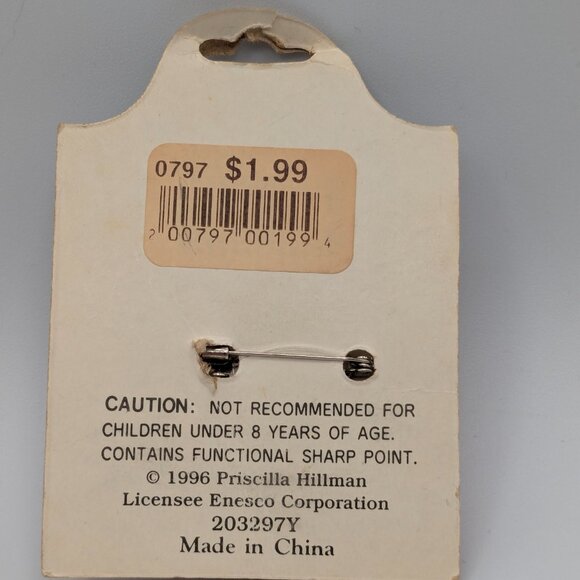 0797 $1.99
2 00797 00199 4
CAUTION: NOT RECOMMENDED FOR
CHILDREN UNDER 8 YEARS OF AGE.
CONTAINS FUNCTIONAL SHARP POINT.
© 1996 Priscilla Hillman
Licensee Enesco Corporation
203297Y
Made in China